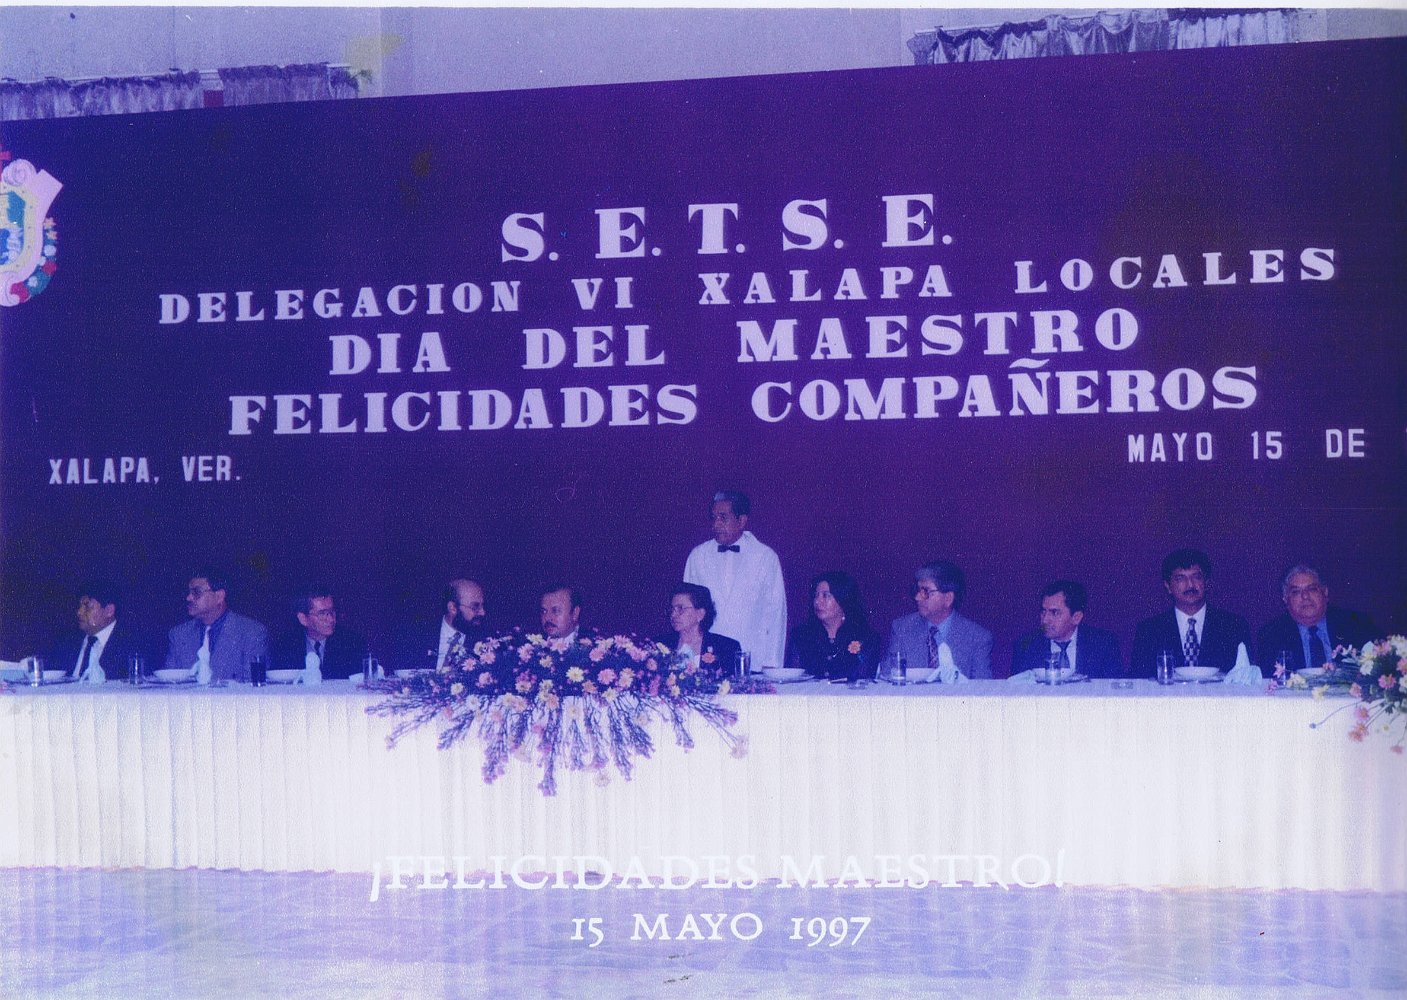 S. E. T. S. E.
DELEGACION VI XALAPA LOCALES
DIA DEL MAESTRO
FELICIDADES COMPAÑEROS
XALAPA, VER.
MAYO 15 DE
¡FELICIDADES MAESTRO!
15 MAYO 1997